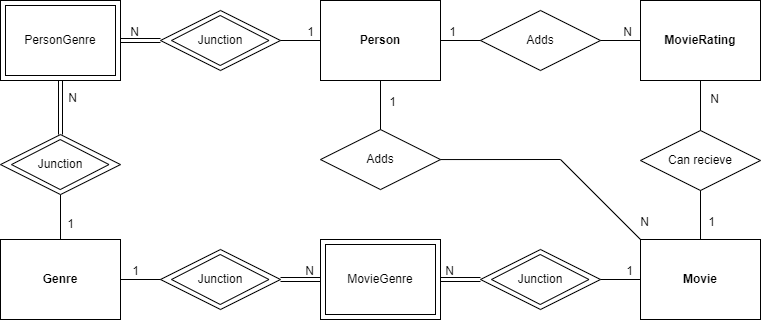 PersonGenre
N
Junction
1
Person
1
Adds
N
MovieRating
N
1
N
Junction
Adds
Can recieve
1
N
1
Genre
1
Junction
N
MovieGenre
N
Junction
1
Movie